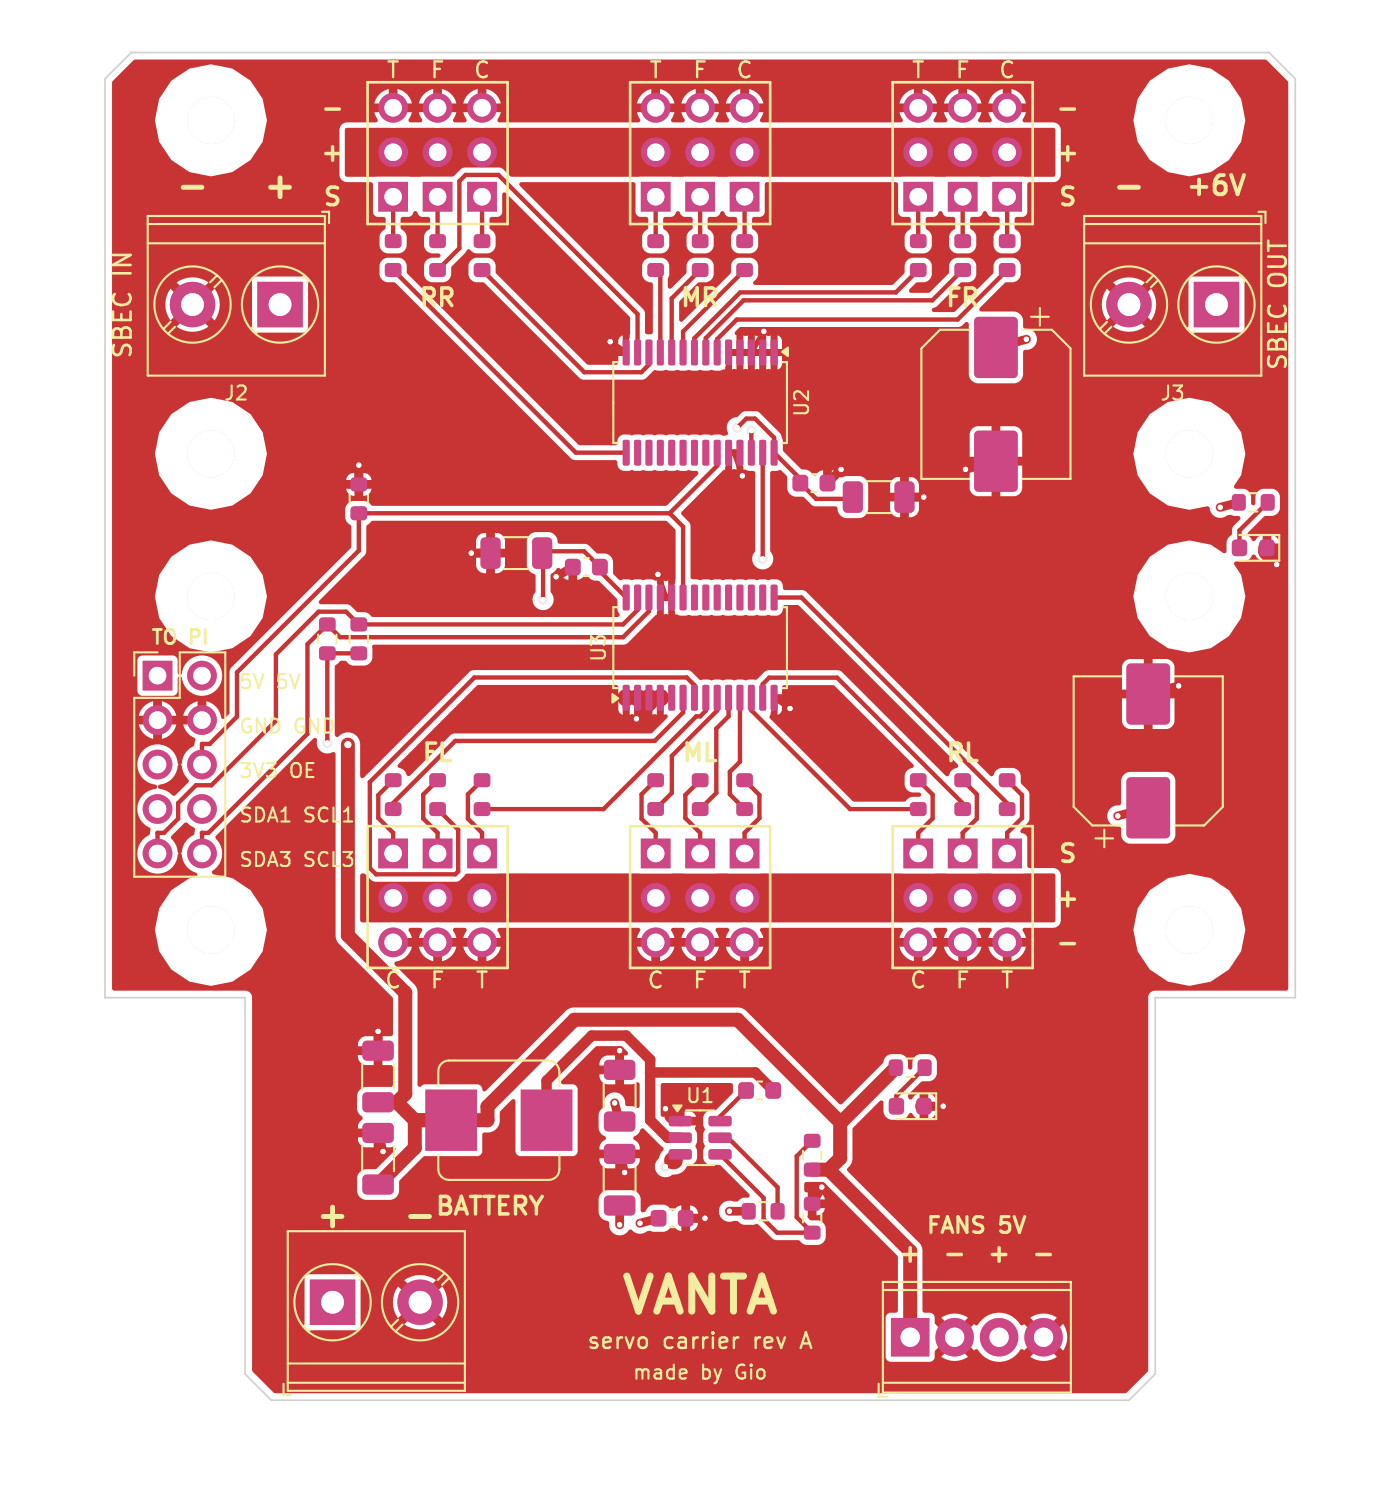 T F C T F C T F C
- -
+ +
S S
- + - +6V
SBEC IN
SBEC OUT
RR MR FR
J2 U2 J3
TO PI
U3
5V 5V
GND GND
3V3 OE
SDA1 SCL1
SDA3 SCL3
FL ML RL
S
+
-
C F T C F T C F T
U1
BATTERY
+ -
FANS 5V
+ - + -
VANTA
servo carrier rev A
made by Gio